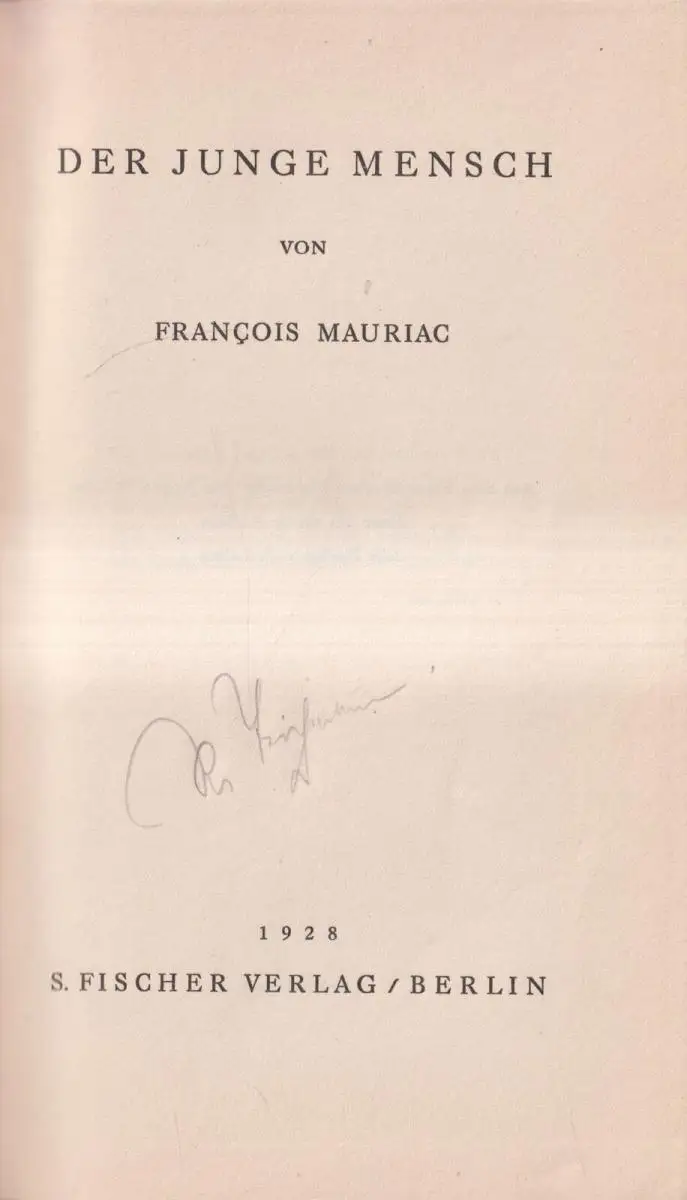 DER JUNGE MENSCH
VON
FRANÇOIS MAURIAC
1928
S. FISCHER VERLAG / BERLIN